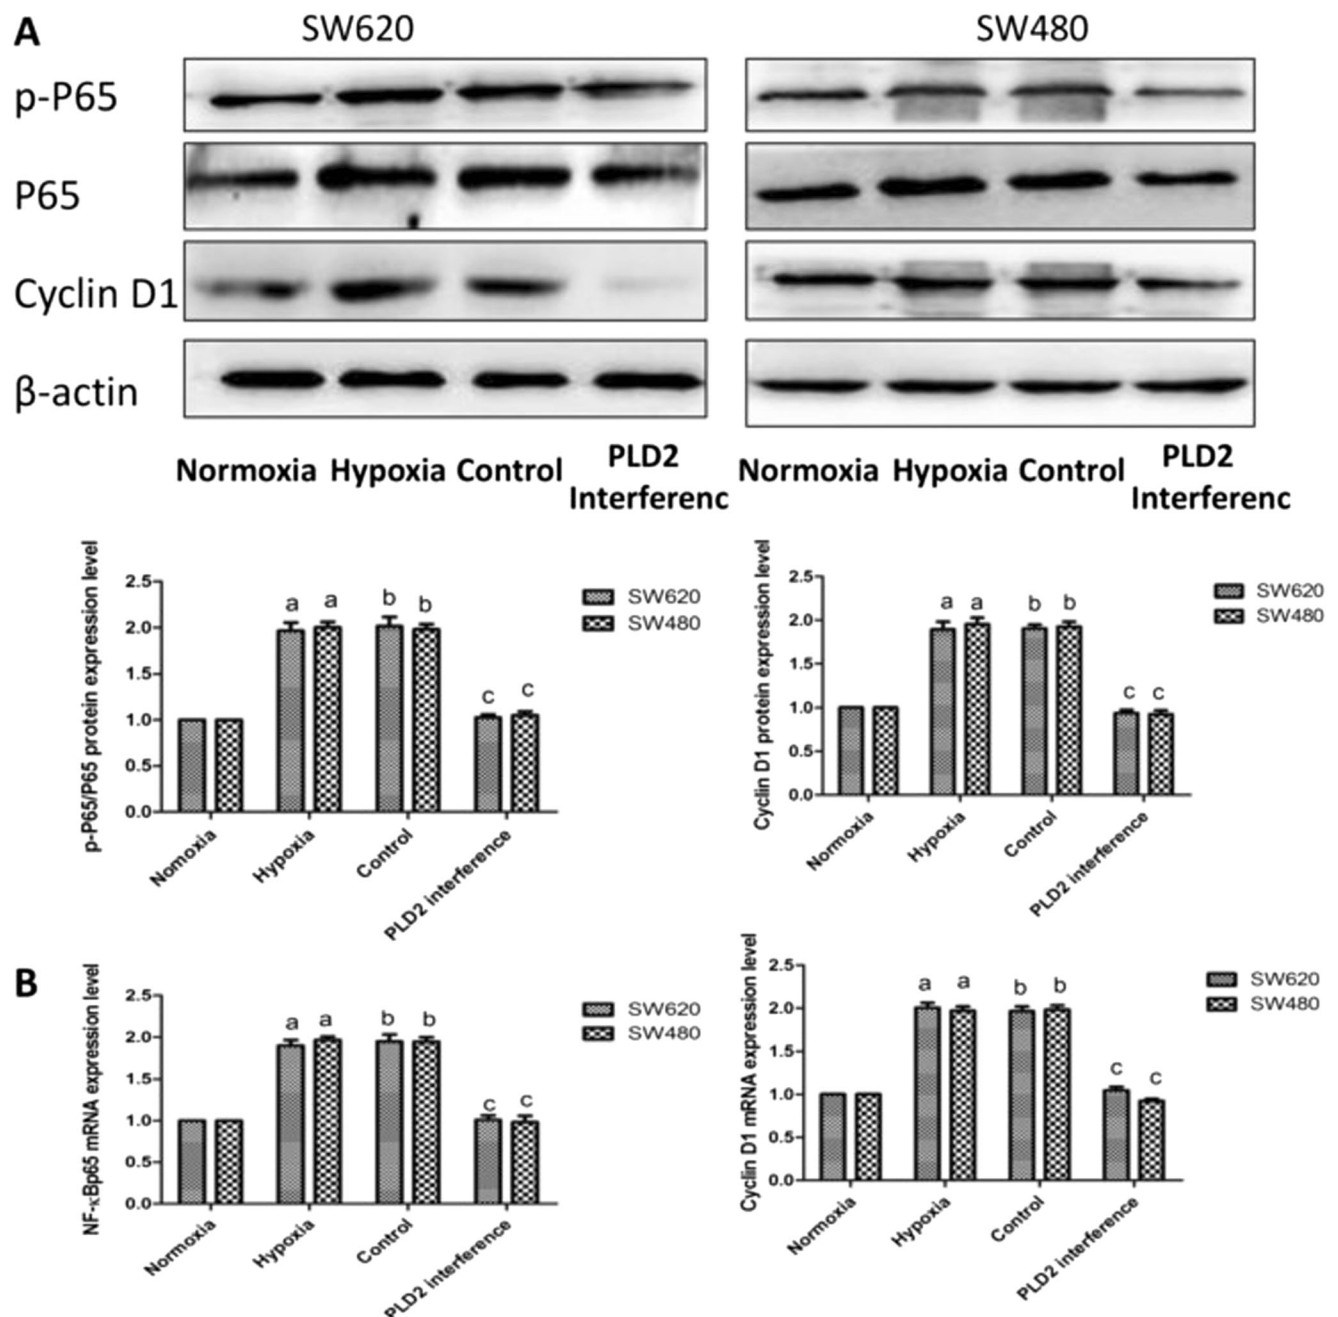 A
SW620
SW480
p-P65
P65
Cyclin D1
β-actin
Normoxia Hypoxia Control PLD2 Interferenc
Normoxia Hypoxia Control PLD2 Interferenc
p-P65/P65 protein expression level
2.5
2.0
1.5
1.0
0.5
0.0
a a b b c c
SW620
SW480
Nomoxia
Hypoxia
Control
PLD2 interference
Cyclin D1 protein expression level
2.5
2.0
1.5
1.0
0.5
0.0
a a b b c c
SW620
SW480
Normoxia
Hypoxia
Control
PLD2 interference
B
NF-κBp65 mRNA expression level
2.5
2.0
1.5
1.0
0.5
0.0
a a b b c c
SW620
SW480
Normoxia
Hypoxia
Control
PLD2 interference
Cyclin D1 mRNA expression level
2.5
2.0
1.5
1.0
0.5
0.0
a a b b c c
SW620
SW480
Normoxia
Hypoxia
Control
PLD2 interference